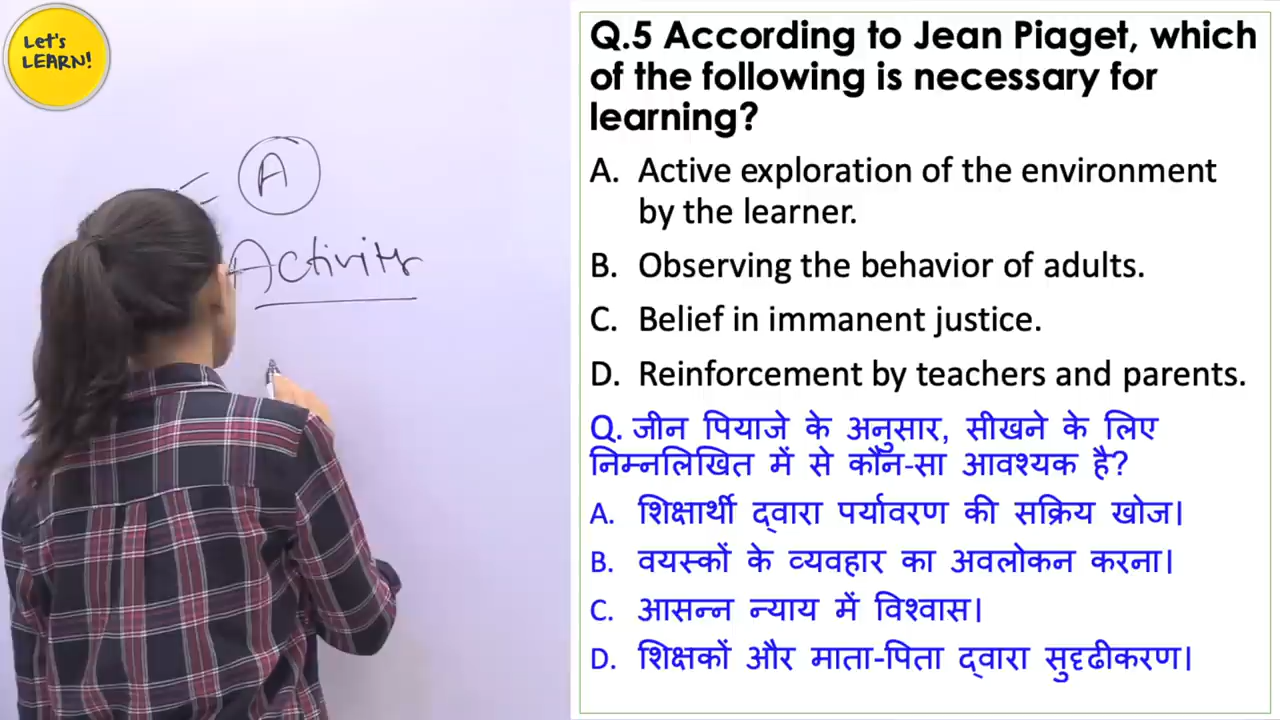 Let's
LEARN!
A
Activity
Q.5 According to Jean Piaget, which
of the following is necessary for
learning?
A. Active exploration of the environment
by the learner.
B. Observing the behavior of adults.
C. Belief in immanent justice.
D. Reinforcement by teachers and parents.
Q. जीन पियाजे के अनुसार, सीखने के लिए
निम्नलिखित में से कौन-सा आवश्यक है?
A. शिक्षार्थी द्वारा पर्यावरण की सक्रिय खोज।
B. वयस्कों के व्यवहार का अवलोकन करना।
C. आसन्न न्याय में विश्वास।
D. शिक्षकों और माता-पिता द्वारा सुदृढीकरण।